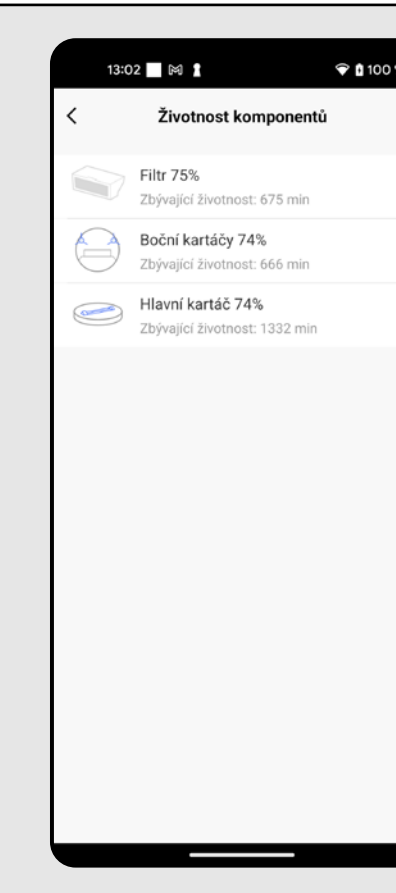 13:02 100
Životnost komponentů
Filtr 75%
Zbývající životnost: 675 min
Boční kartáčy 74%
Zbývající životnost: 666 min
Hlavní kartáč 74%
Zbývající životnost: 1332 min